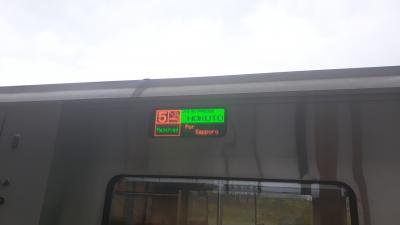 5
HOKUTO
Reserved
For
Sapporo